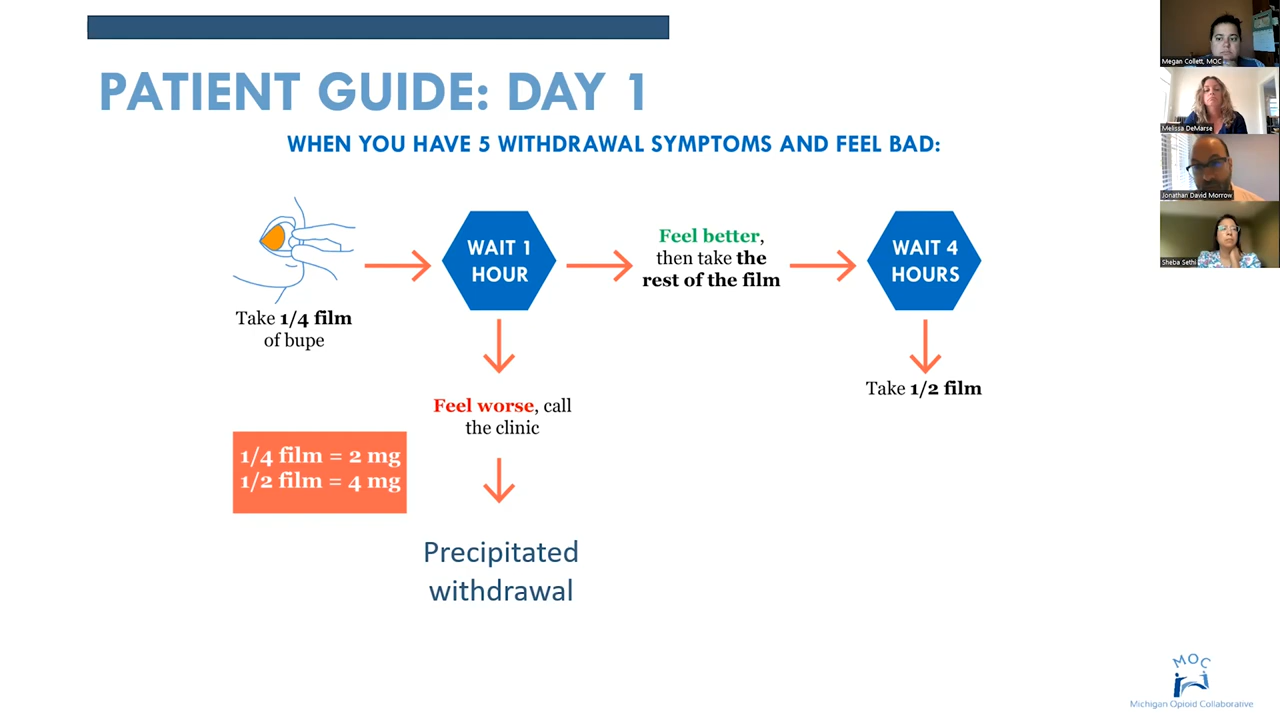 PATIENT GUIDE: DAY 1
WHEN YOU HAVE 5 WITHDRAWAL SYMPTOMS AND FEEL BAD:
Take 1/4 film
of bupe
WAIT 1
HOUR
Feel better,
then take the
rest of the film
WAIT 4
HOURS
Take 1/2 film
Feel worse, call
the clinic
1/4 film = 2 mg
1/2 film = 4 mg
Precipitated
withdrawal
Megan Collett, MOC
Melissa DeMarse
Jonathan David Morrow
Sheba Sethi
MOC
Michigan Opioid Collaborative